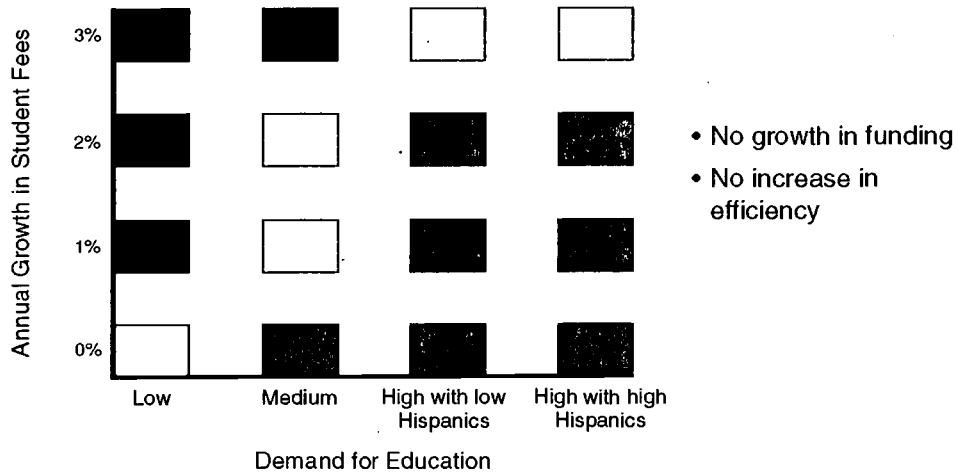 Annual Growth in Student Fees
3%
2%
1%
0%
Low
Medium
High with low
Hispanics
High with high
Hispanics
Demand for Education
• No growth in funding
• No increase in
efficiency